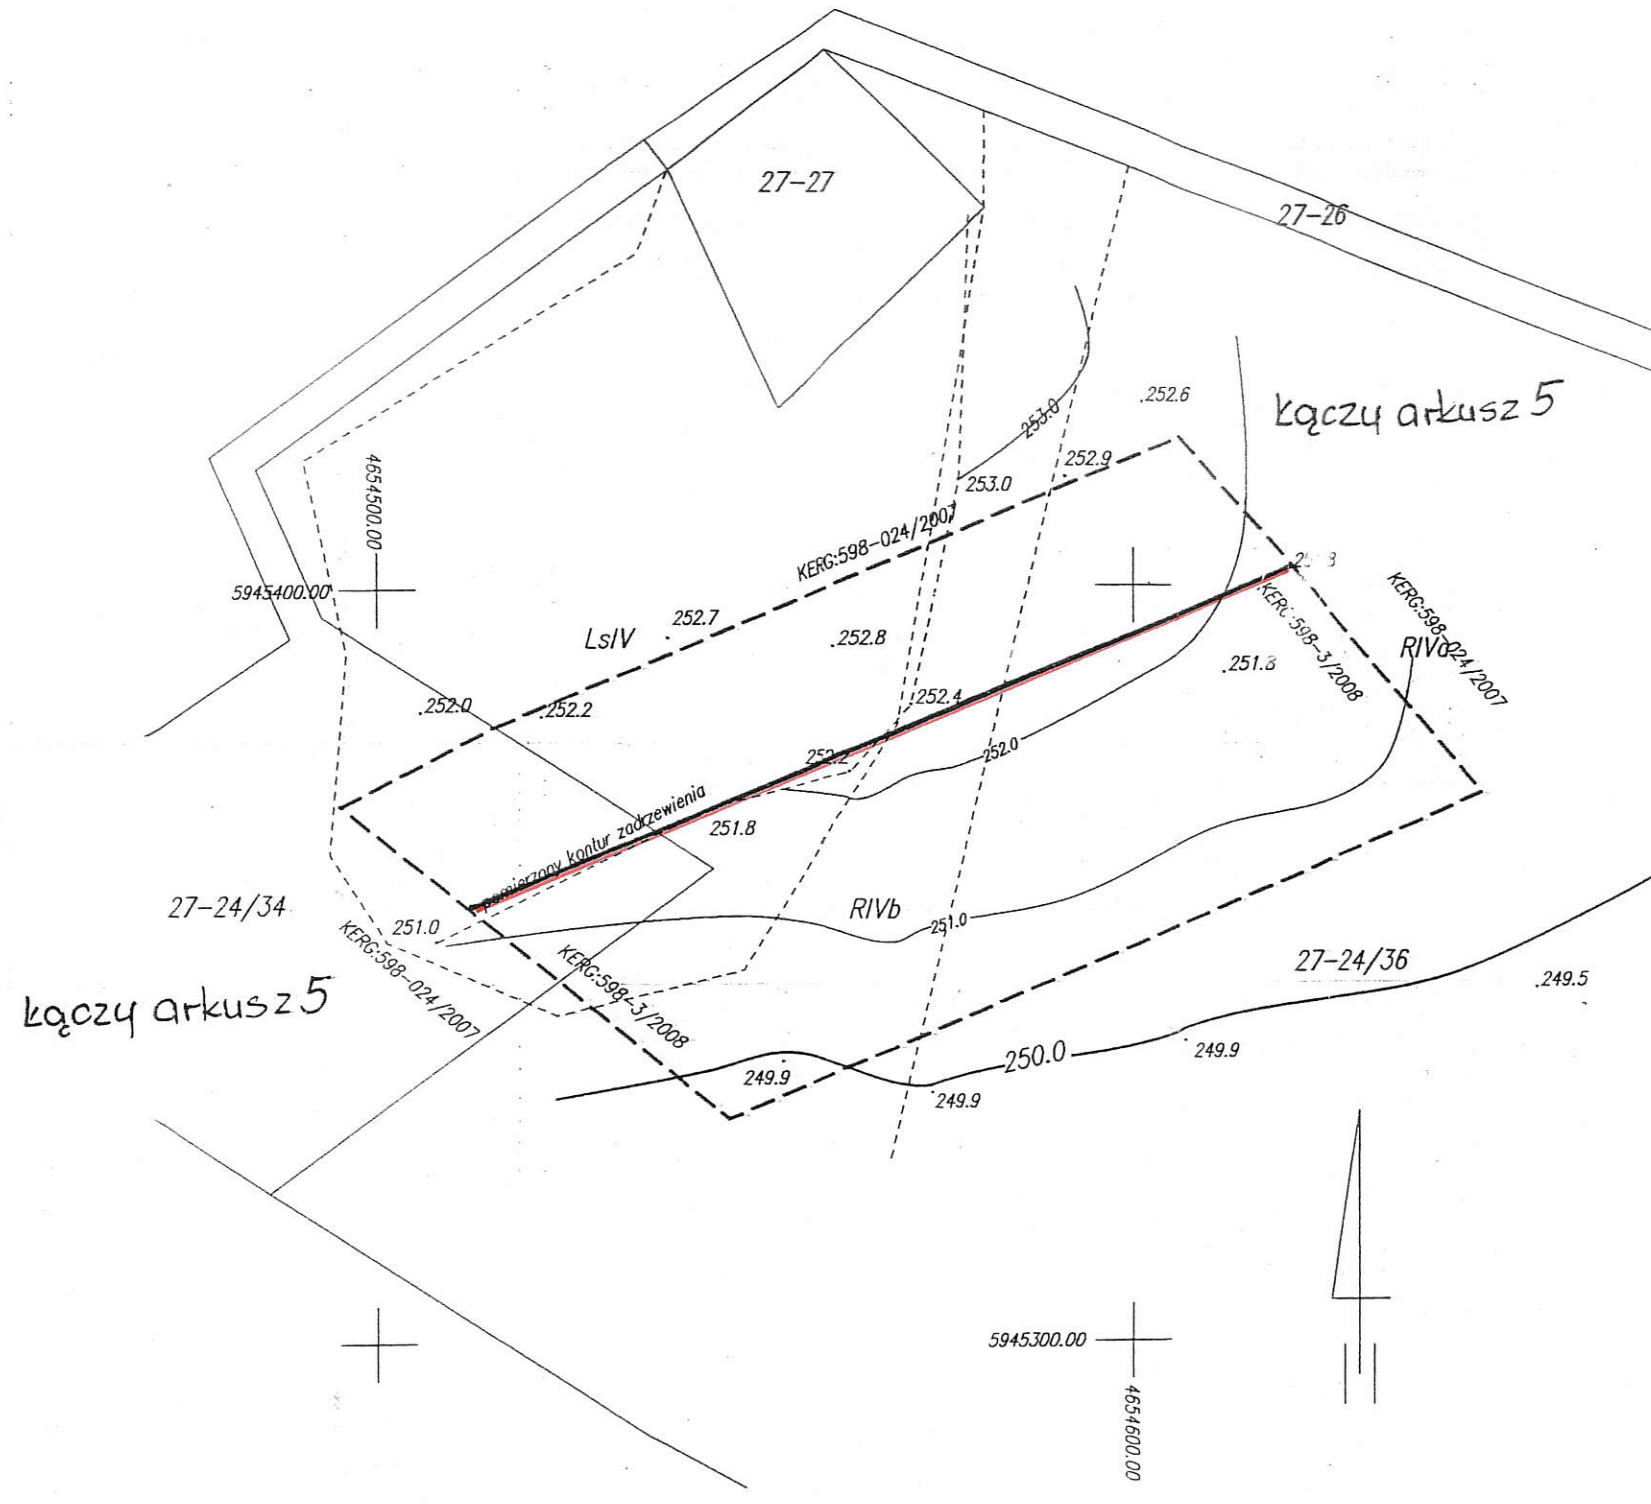 27-27
27-26
.252.6
Łączy arkusz 5
253.0
.252.9
253.0
4654500.00
KERG:598-024/2007
5945400.00
.252.7
LsIV
.252.8
KERG:598-3/2008
KERG:598-024/2007
.251.8
.252.0
.252.2
.252.4
252.0
252.2
pomierzony kontur zadrzewienia
251.8
27-24/34
251.0
RIVb
251.0
KERG:598-024/2007
KERG:598-3/2008
27-24/36
.249.5
Łączy arkusz 5
250.0
249.9
249.9
249.9
5945300.00
4654600.00